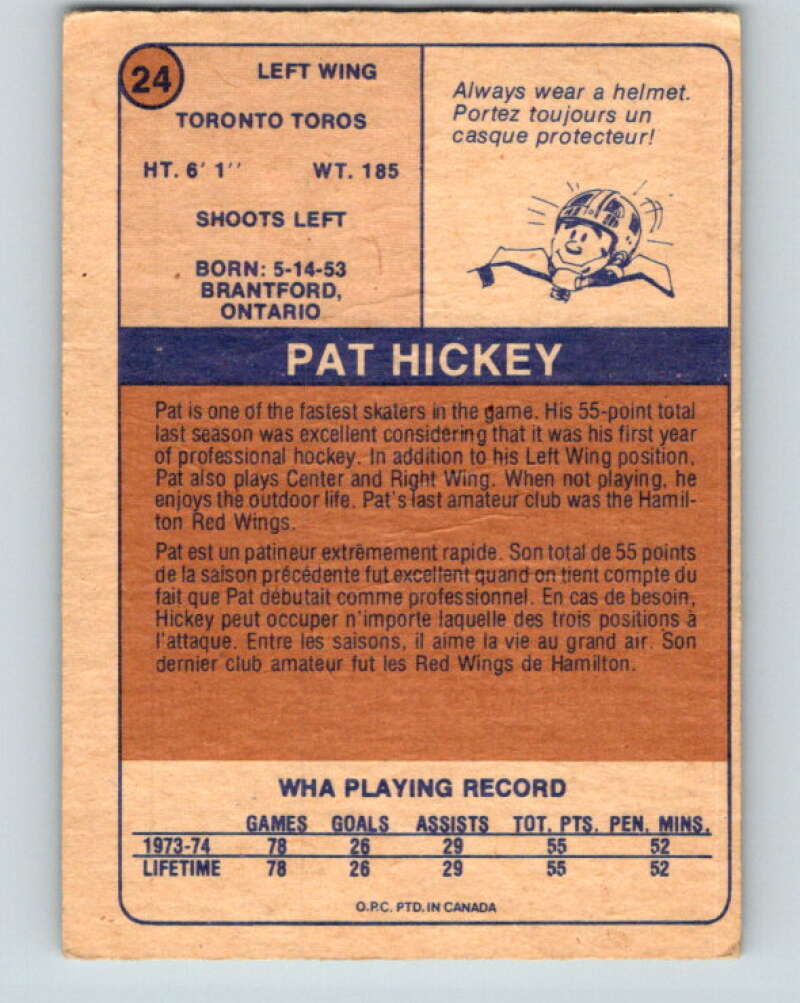 24
LEFT WING
TORONTO TOROS
HT. 6' 1'' WT. 185
SHOOTS LEFT
BORN: 5-14-53
BRANTFORD,
ONTARIO
Always wear a helmet.
Portez toujours un
casque protecteur!
PAT HICKEY
Pat is one of the fastest skaters in the game. His 55-point total
last season was excellent considering that it was his first year
of professional hockey. In addition to his Left Wing position,
Pat also plays Center and Right Wing. When not playing, he
enjoys the outdoor life. Pat's last amateur club was the Hamil-
ton Red Wings.
Pat est un patineur extrêmement rapide. Son total de 55 points
de la saison précédente fut excellent quand on tient compte du
fait que Pat débutait comme professionnel. En cas de besoin,
Hickey peut occuper n'importe laquelle des trois positions à
l'attaque. Entre les saisons, il aime la vie au grand air. Son
dernier club amateur fut les Red Wings de Hamilton.
WHA PLAYING RECORD
GAMES GOALS ASSISTS TOT. PTS. PEN. MINS.
1973-74 78 26 29 55 52
LIFETIME 78 26 29 55 52
O.P.C. PTD. IN CANADA